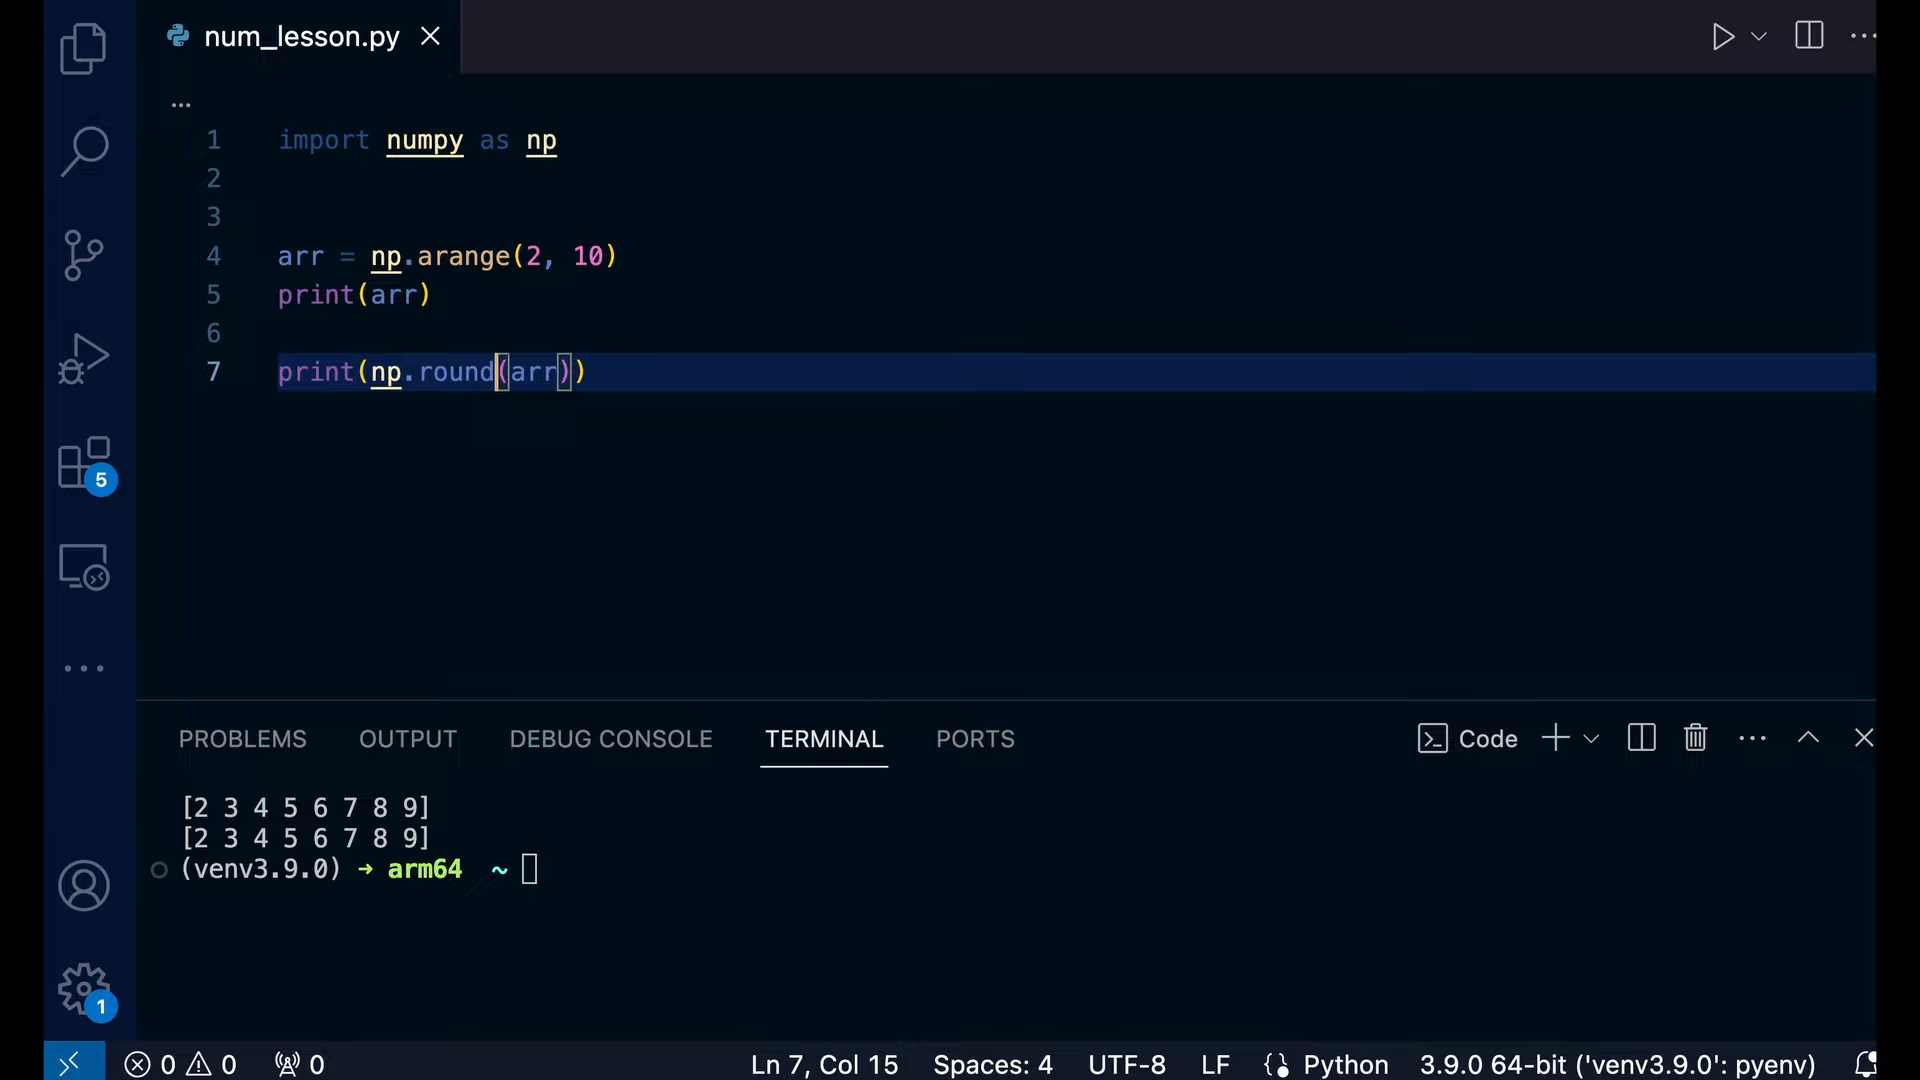 num_lesson.py
...
1 import numpy as np
2
3
4 arr = np.arange(2, 10)
5 print(arr)
6
7 print(np.round(arr))
5
PROBLEMS OUTPUT DEBUG CONSOLE TERMINAL PORTS Code
[2 3 4 5 6 7 8 9]
[2 3 4 5 6 7 8 9]
(venv3.9.0) → arm64 ~
1
0 0 0 Ln 7, Col 15 Spaces: 4 UTF-8 LF Python 3.9.0 64-bit ('venv3.9.0': pyenv)